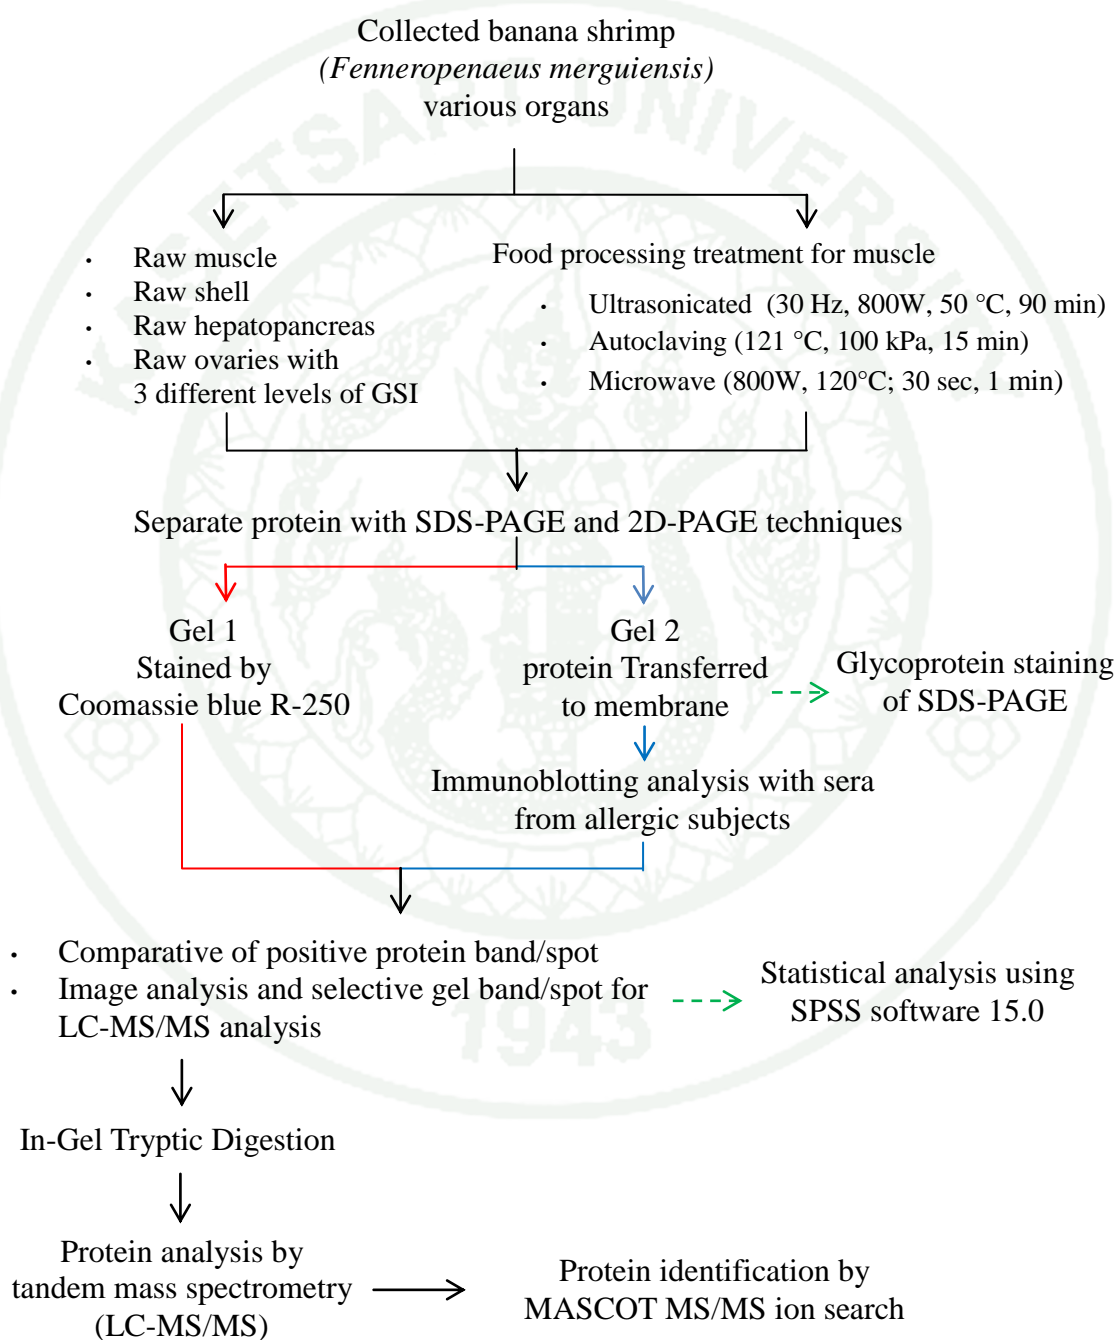 Collected banana shrimp
(Fenneropenaeus merguiensis)
various organs
· Raw muscle
· Raw shell
· Raw hepatopancreas
· Raw ovaries with
3 different levels of GSI
Food processing treatment for muscle
· Ultrasonicated (30 Hz, 800W, 50 °C, 90 min)
· Autoclaving (121 °C, 100 kPa, 15 min)
· Microwave (800W, 120°C; 30 sec, 1 min)
Separate protein with SDS-PAGE and 2D-PAGE techniques
Gel 1
Stained by
Coomassie blue R-250
Gel 2
protein Transferred
to membrane
Glycoprotein staining
of SDS-PAGE
Immunoblotting analysis with sera
from allergic subjects
· Comparative of positive protein band/spot
· Image analysis and selective gel band/spot for
LC-MS/MS analysis
Statistical analysis using
SPSS software 15.0
In-Gel Tryptic Digestion
Protein analysis by
tandem mass spectrometry
(LC-MS/MS)
Protein identification by
MASCOT MS/MS ion search
KASETSART UNIVERSITY
1943